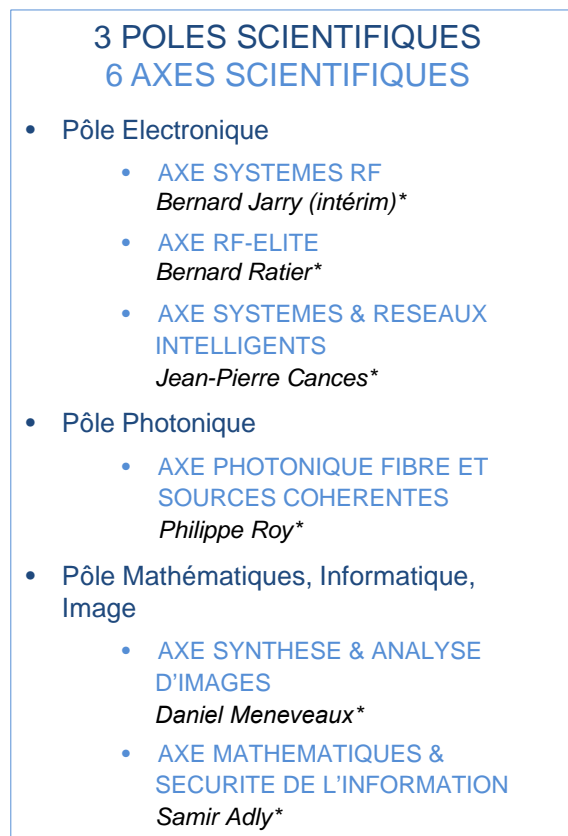 3 POLES SCIENTIFIQUES
6 AXES SCIENTIFIQUES
• Pôle Electronique
• AXE SYSTEMES RF
Bernard Jarry (intérim)*
• AXE RF-ELITE
Bernard Ratier*
• AXE SYSTEMES & RESEAUX
INTELLIGENTS
Jean-Pierre Cances*
• Pôle Photonique
• AXE PHOTONIQUE FIBRE ET
SOURCES COHERENTES
Philippe Roy*
• Pôle Mathématiques, Informatique,
Image
• AXE SYNTHESE & ANALYSE
D’IMAGES
Daniel Meneveaux*
• AXE MATHEMATIQUES &
SECURITE DE L’INFORMATION
Samir Adly*